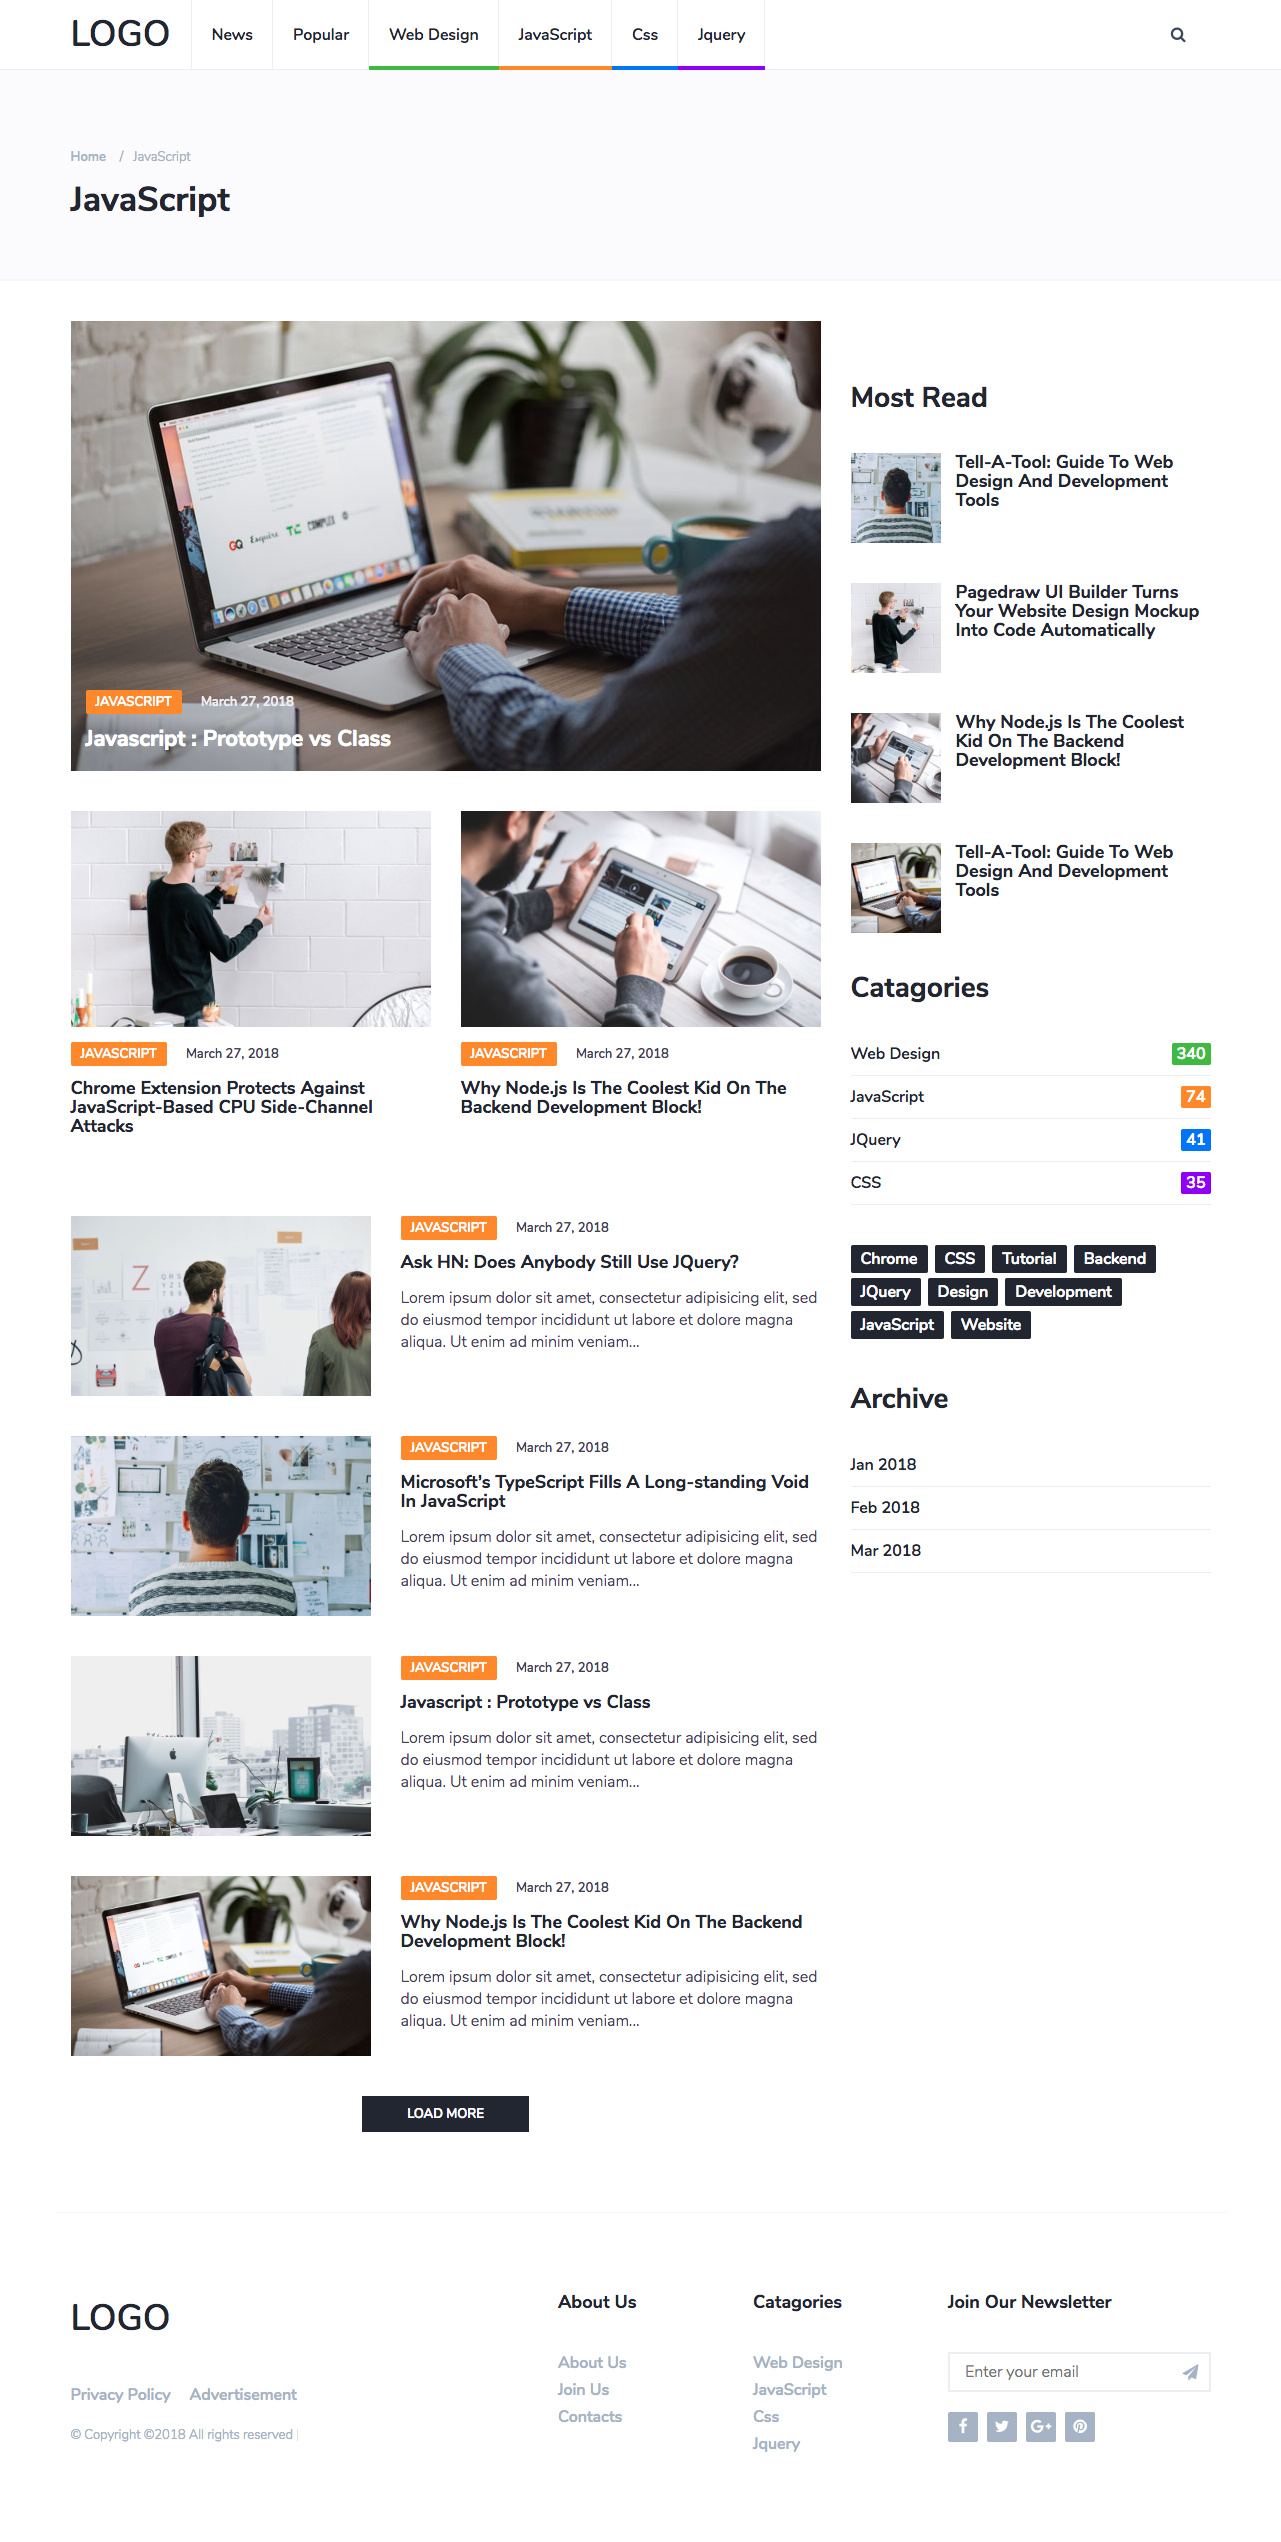 LOGO
News
Popular
Web Design
JavaScript
Css
Jquery
Home / JavaScript
JavaScript
GQ Esquire TC COMPLEX
JAVASCRIPT March 27, 2018
Javascript : Prototype vs Class
JAVASCRIPT March 27, 2018
Chrome Extension Protects Against
JavaScript-Based CPU Side-Channel
Attacks
JAVASCRIPT March 27, 2018
Why Node.js Is The Coolest Kid On The
Backend Development Block!
JAVASCRIPT March 27, 2018
Ask HN: Does Anybody Still Use JQuery?
Lorem ipsum dolor sit amet, consectetur adipisicing elit, sed
do eiusmod tempor incididunt ut labore et dolore magna
aliqua. Ut enim ad minim veniam...
JAVASCRIPT March 27, 2018
Microsoft's TypeScript Fills A Long-standing Void
In JavaScript
Lorem ipsum dolor sit amet, consectetur adipisicing elit, sed
do eiusmod tempor incididunt ut labore et dolore magna
aliqua. Ut enim ad minim veniam...
JAVASCRIPT March 27, 2018
Javascript : Prototype vs Class
Lorem ipsum dolor sit amet, consectetur adipisicing elit, sed
do eiusmod tempor incididunt ut labore et dolore magna
aliqua. Ut enim ad minim veniam...
JAVASCRIPT March 27, 2018
Why Node.js Is The Coolest Kid On The Backend
Development Block!
Lorem ipsum dolor sit amet, consectetur adipisicing elit, sed
do eiusmod tempor incididunt ut labore et dolore magna
aliqua. Ut enim ad minim veniam...
LOAD MORE
Most Read
Tell-A-Tool: Guide To Web
Design And Development
Tools
Pagedraw UI Builder Turns
Your Website Design Mockup
Into Code Automatically
Why Node.js Is The Coolest
Kid On The Backend
Development Block!
Tell-A-Tool: Guide To Web
Design And Development
Tools
Catagories
Web Design 340
JavaScript 74
JQuery 41
CSS 35
Chrome CSS Tutorial Backend
JQuery Design Development
JavaScript Website
Archive
Jan 2018
Feb 2018
Mar 2018
LOGO
Privacy Policy Advertisement
© Copyright ©2018 All rights reserved |
About Us
About Us
Join Us
Contacts
Catagories
Web Design
JavaScript
Css
Jquery
Join Our Newsletter
Enter your email